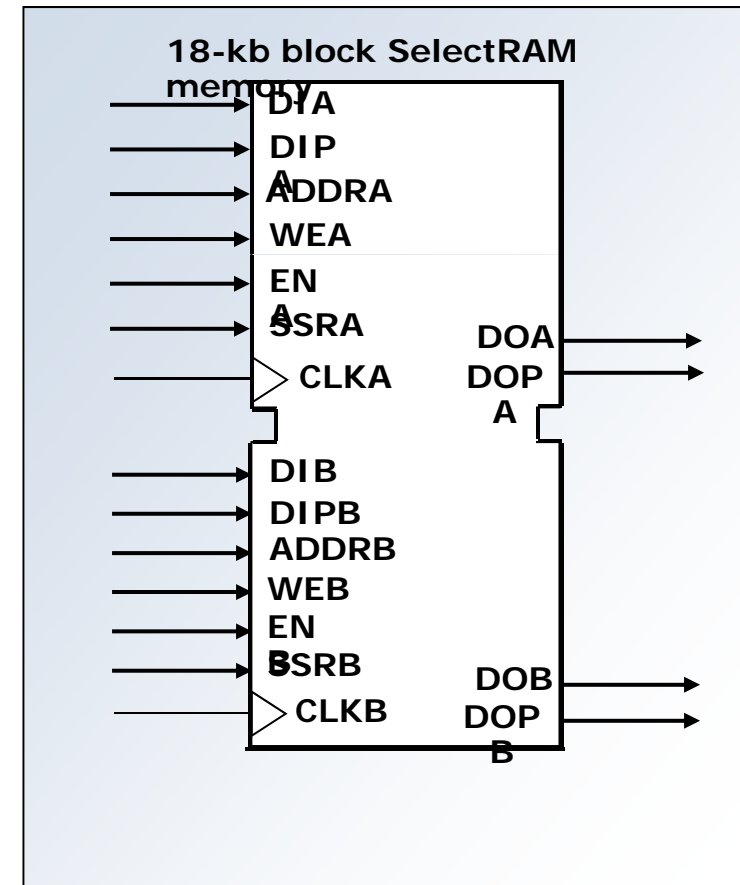 18-kb block SelectRAM
memory
DIA
DIP
A
ADDRA
WEA
EN
A
SSRA
CLKA
DOA
DOP
A
DIB
DIPB
ADDRB
WEB
EN
B
SSRB
CLKB
DOB
DOP
B